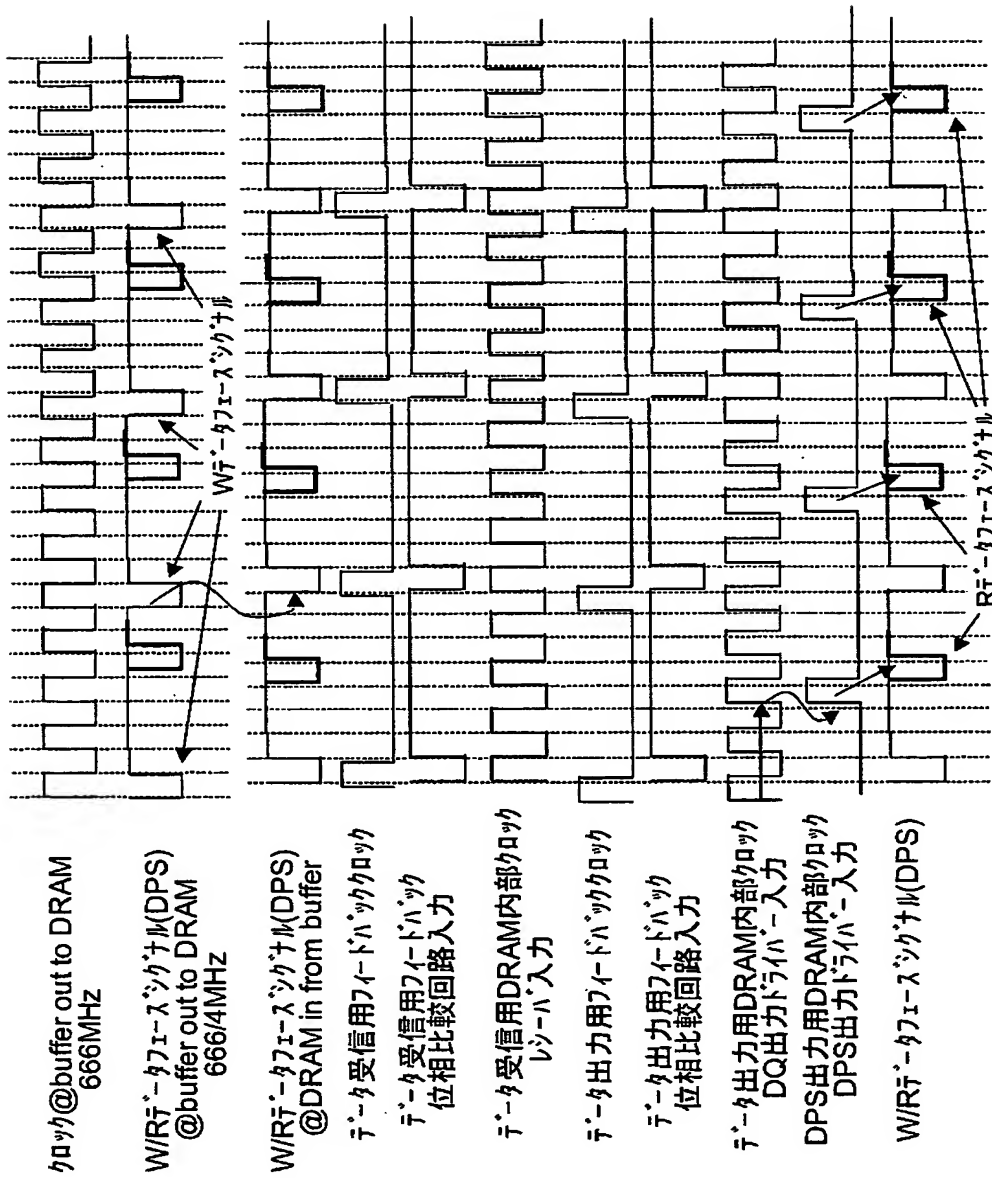 クロック@buffer out to DRAM
666MHz
W/Rデータフェーズシグナル(DPS)
@buffer out to DRAM
666/4MHz
Wデータフェーズシグナル
W/Rデータフェーズシグナル(DPS)
@DRAM in from buffer
データ受信用フィードバッククロック
データ受信用フィードバック
位相比較回路入力
データ受信用DRAM内部クロック
レシーバ入力
データ出力用フィードバッククロック
データ出力用フィードバック
位相比較回路入力
データ出力用DRAM内部クロック
DQ出力ドライバー入力
DPS出力用DRAM内部クロック
DPS出力ドライバー入力
W/Rデータフェーズシグナル(DPS)
Rデータフェーズシグナル